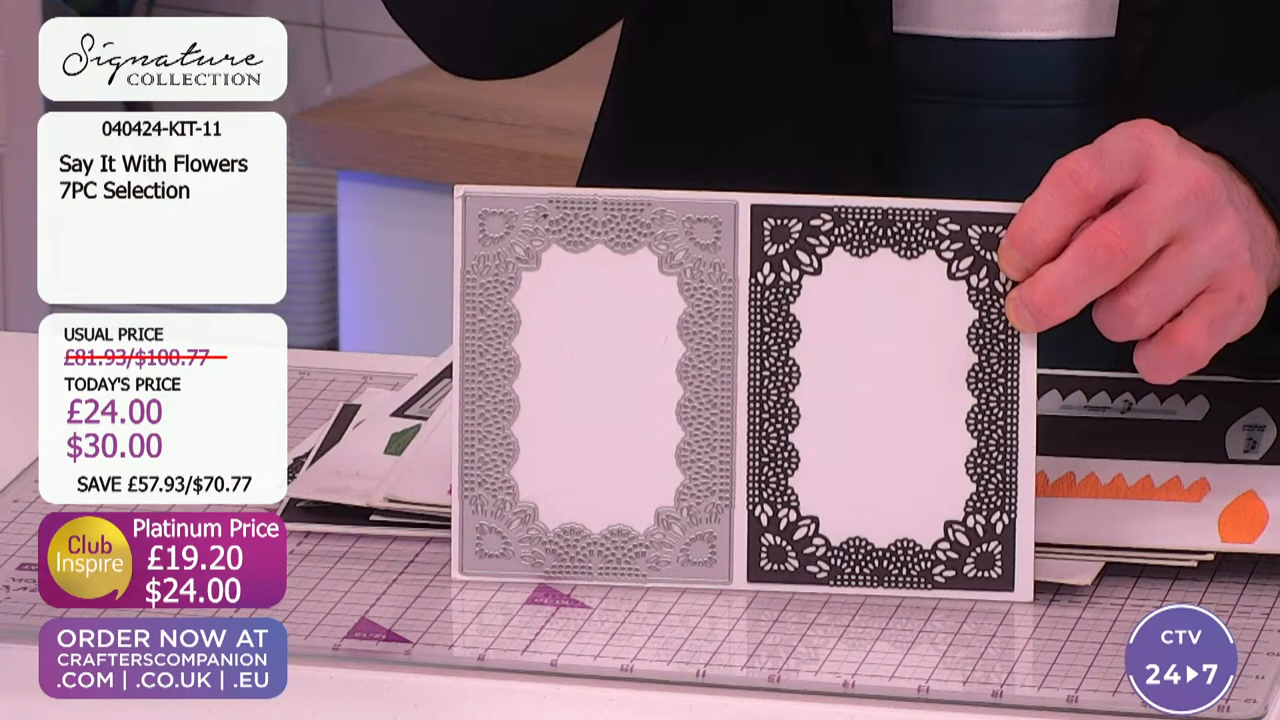 Signature
COLLECTION
040424-KIT-11
Say It With Flowers
7PC Selection
USUAL PRICE
£81.93/$100.77
TODAY'S PRICE
£24.00
$30.00
SAVE £57.93/$70.77
Club
Inspire
Platinum Price
£19.20
$24.00
ORDER NOW AT
CRAFTERSCOMPANION
.COM | .CO.UK | .EU
CTV
24▶7